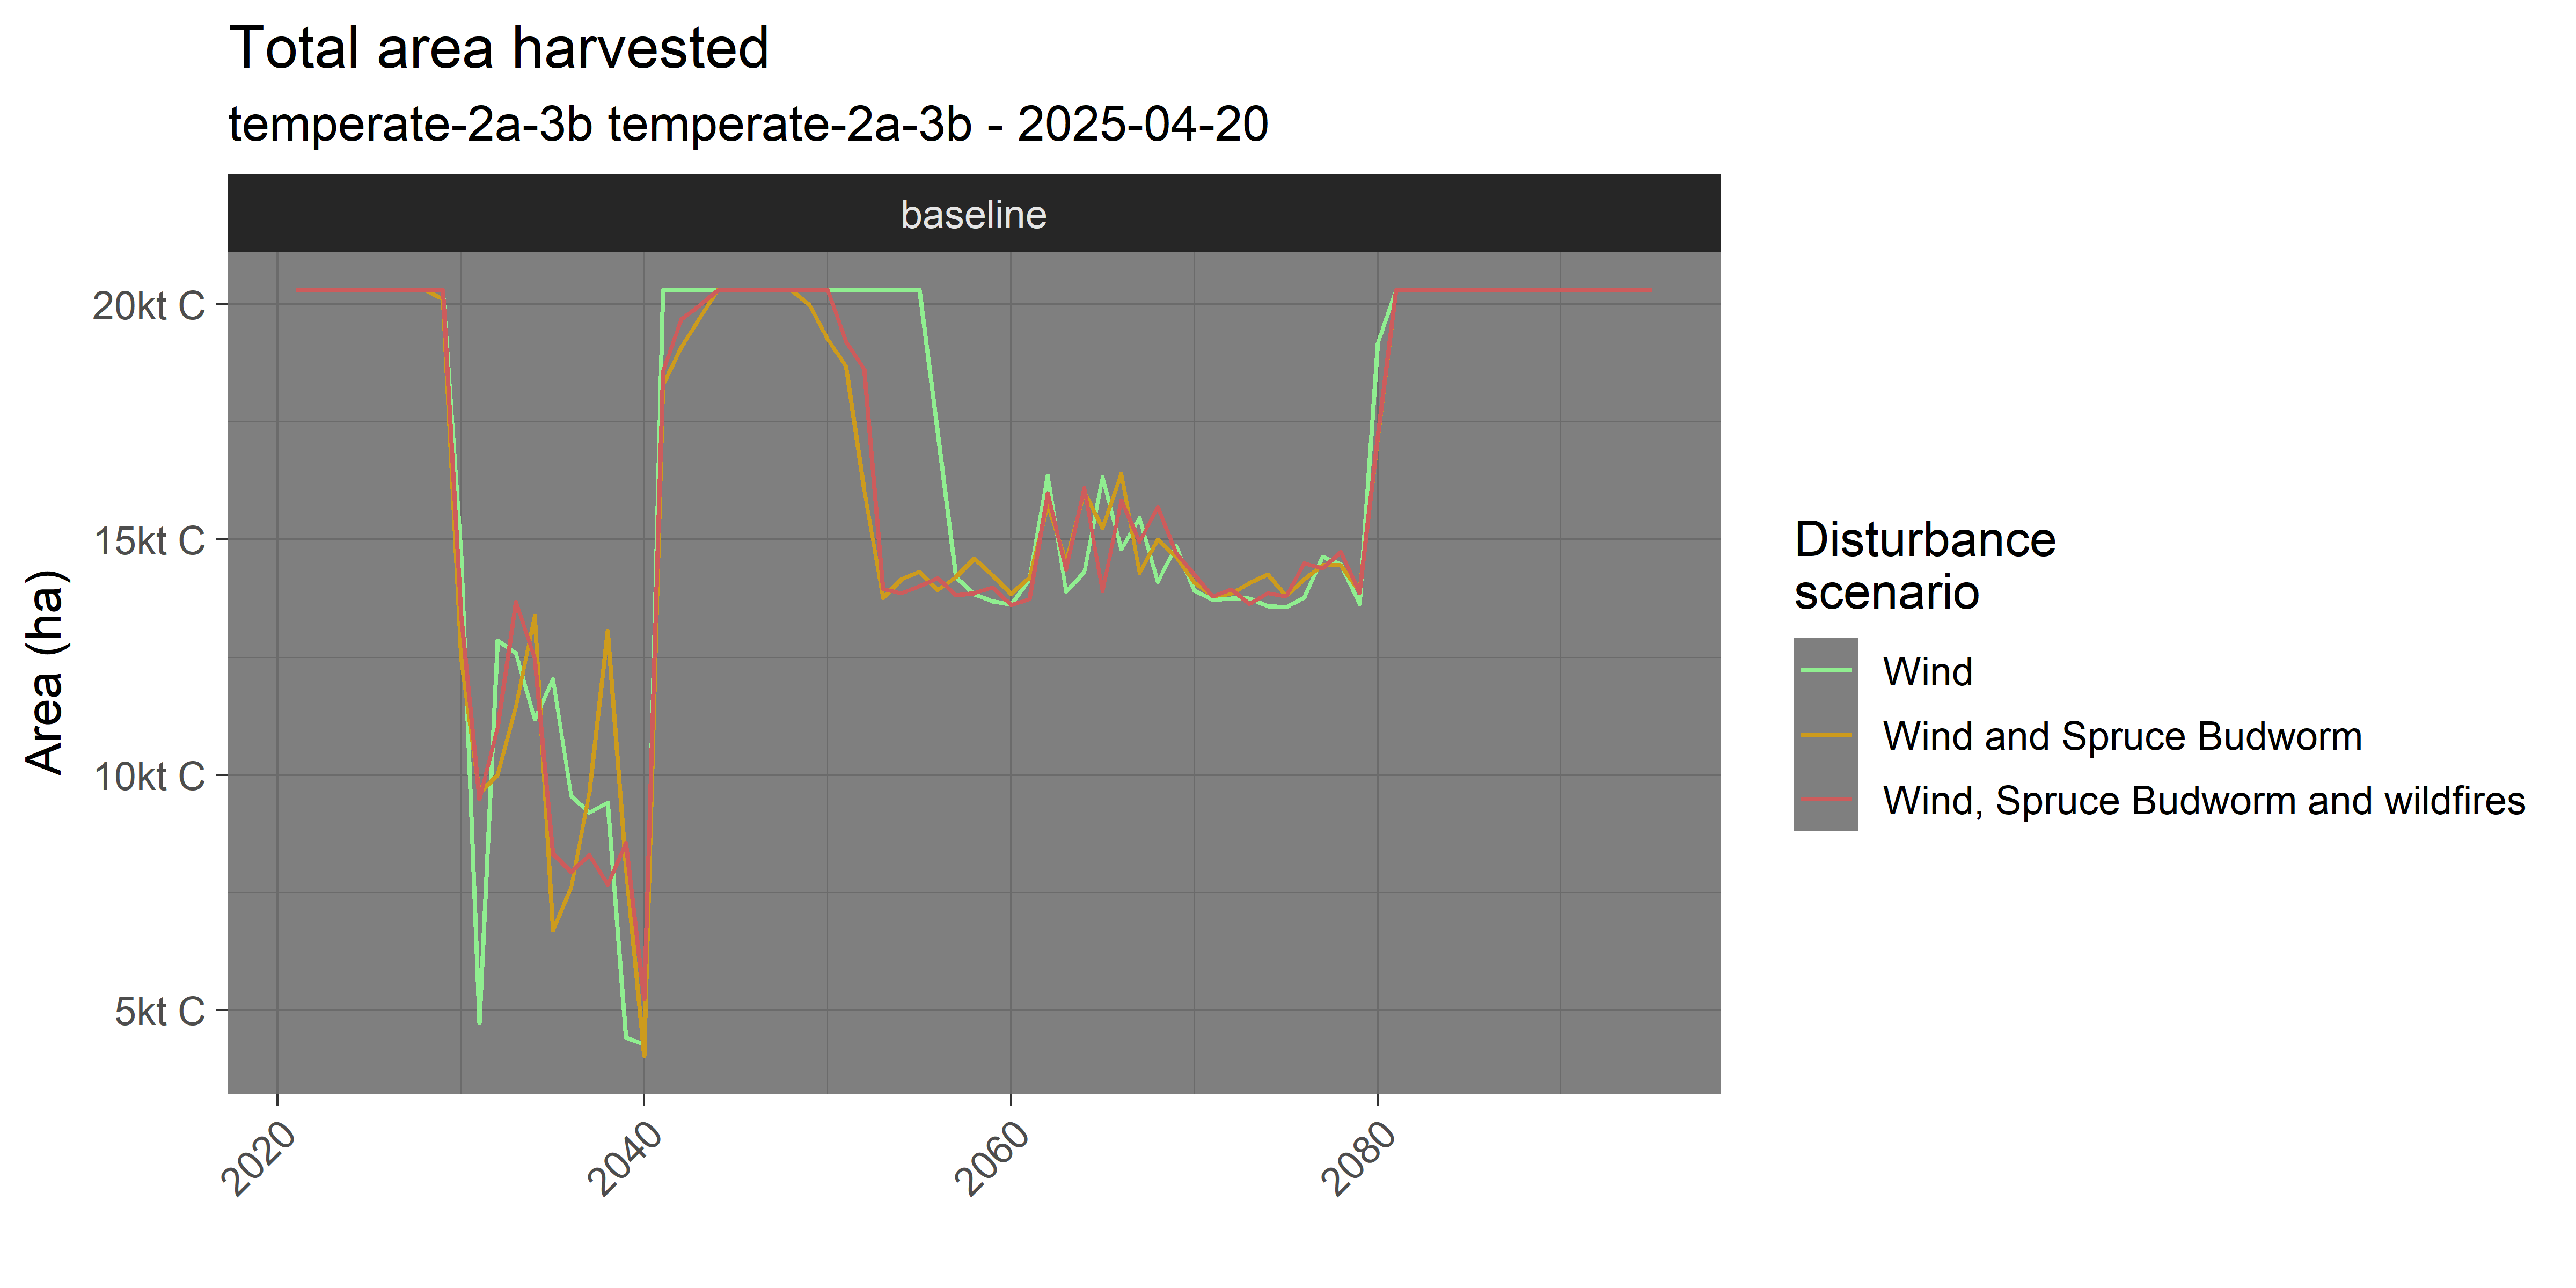 Total area harvested
temperate-2a-3b temperate-2a-3b - 2025-04-20
baseline
Area (ha)
20kt C
15kt C
10kt C
5kt C
2020
2040
2060
2080
Disturbance
scenario
Wind
Wind and Spruce Budworm
Wind, Spruce Budworm and wildfires